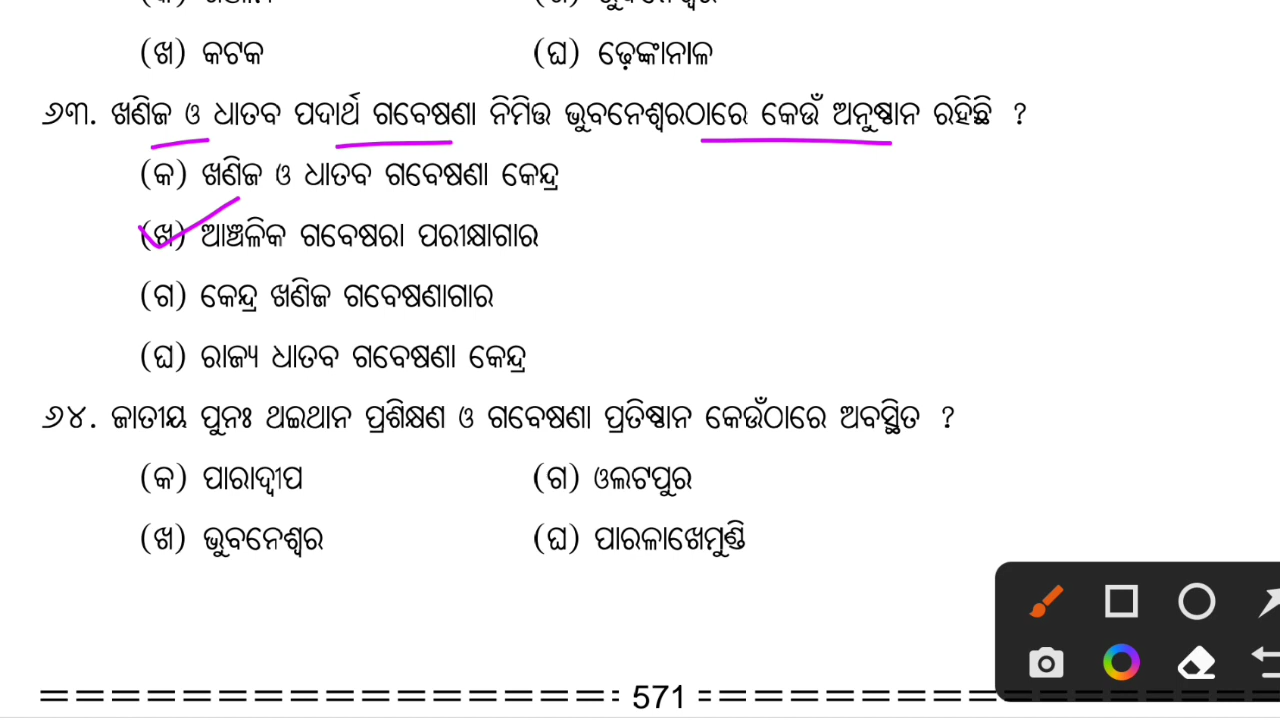 (ଖ) କଟକ (ଘ) ଢ଼େଙ୍କାନାଳ
୬୩. ଖଣିଜ ଓ ଧାତବ ପଦାର୍ଥ ଗବେଷଣା ନିମିତ୍ତ ଭୁବନେଶ୍ୱରଠାରେ କେଉଁ ଅନୁଷ୍ଠାନ ରହିଛି ?
(କ) ଖଣିଜ ଓ ଧାତବ ଗବେଷଣା କେନ୍ଦ୍ର
(ଖ) ଆଞ୍ଚଳିକ ଗବେଷରା ପରୀକ୍ଷାଗାର
(ଗ) କେନ୍ଦ୍ର ଖଣିଜ ଗବେଷଣାଗାର
(ଘ) ରାଜ୍ୟ ଧାତବ ଗବେଷଣା କେନ୍ଦ୍ର
୬୪. ଜାତୀୟ ପୁନଃ ଥଇଥାନ ପ୍ରଶିକ୍ଷଣ ଓ ଗବେଷଣା ପ୍ରତିଷ୍ଠାନ କେଉଁଠାରେ ଅବସ୍ଥିତ ?
(କ) ପାରାଦ୍ୱୀପ (ଗ) ଓଲଟପୁର
(ଖ) ଭୁବନେଶ୍ୱର (ଘ) ପାରଳାଖେମୁଣ୍ଡି
================: 571 :================